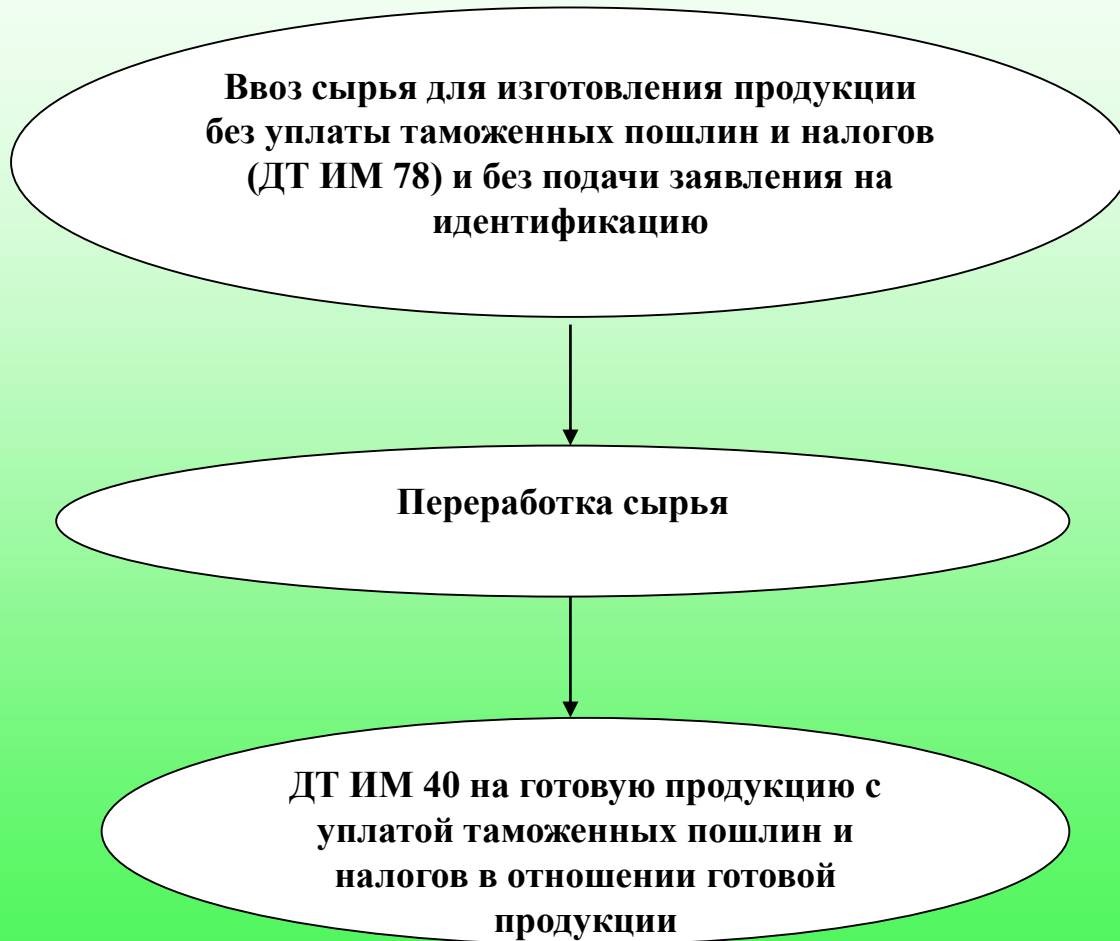 Ввоз сырья для изготовления продукции
без уплаты таможенных пошлин и налогов
(ДТ ИМ 78) и без подачи заявления на
идентификацию
Переработка сырья
ДТ ИМ 40 на готовую продукцию с
уплатой таможенных пошлин и
налогов в отношении готовой
продукции